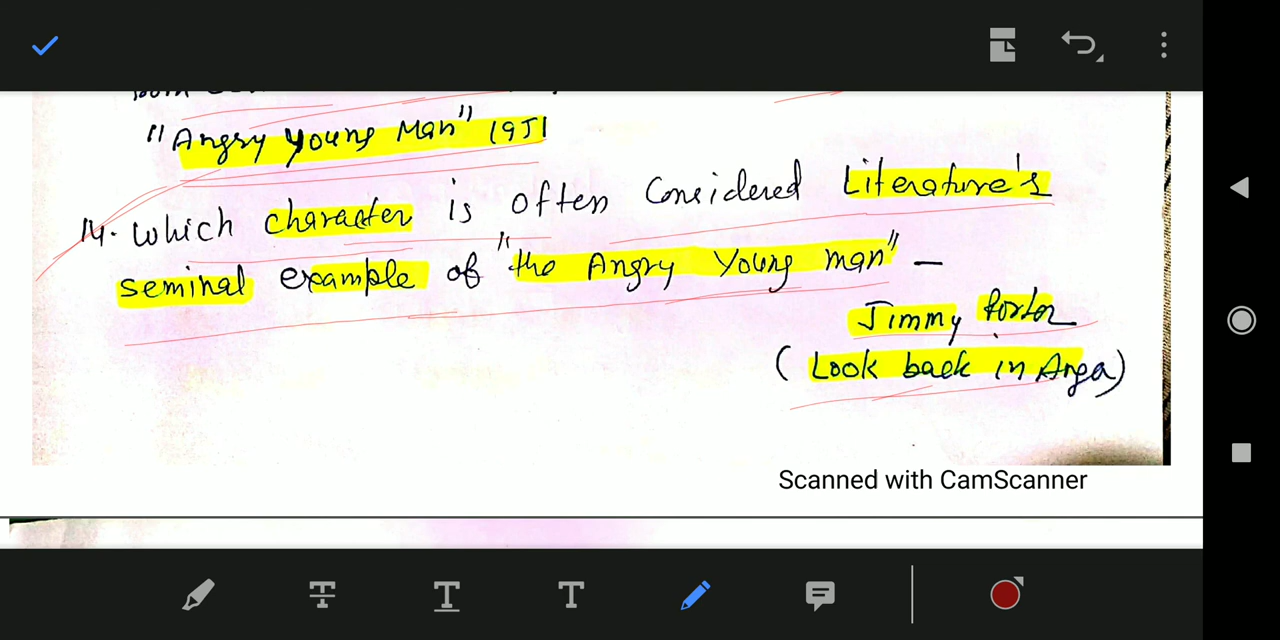 "Angry Young Man" 1951
14. Which character is often considered Literature's
seminal example of "the Angry Young man" –
Jimmy Porter
(Look back in Anga)
Scanned with CamScanner
T
T
T